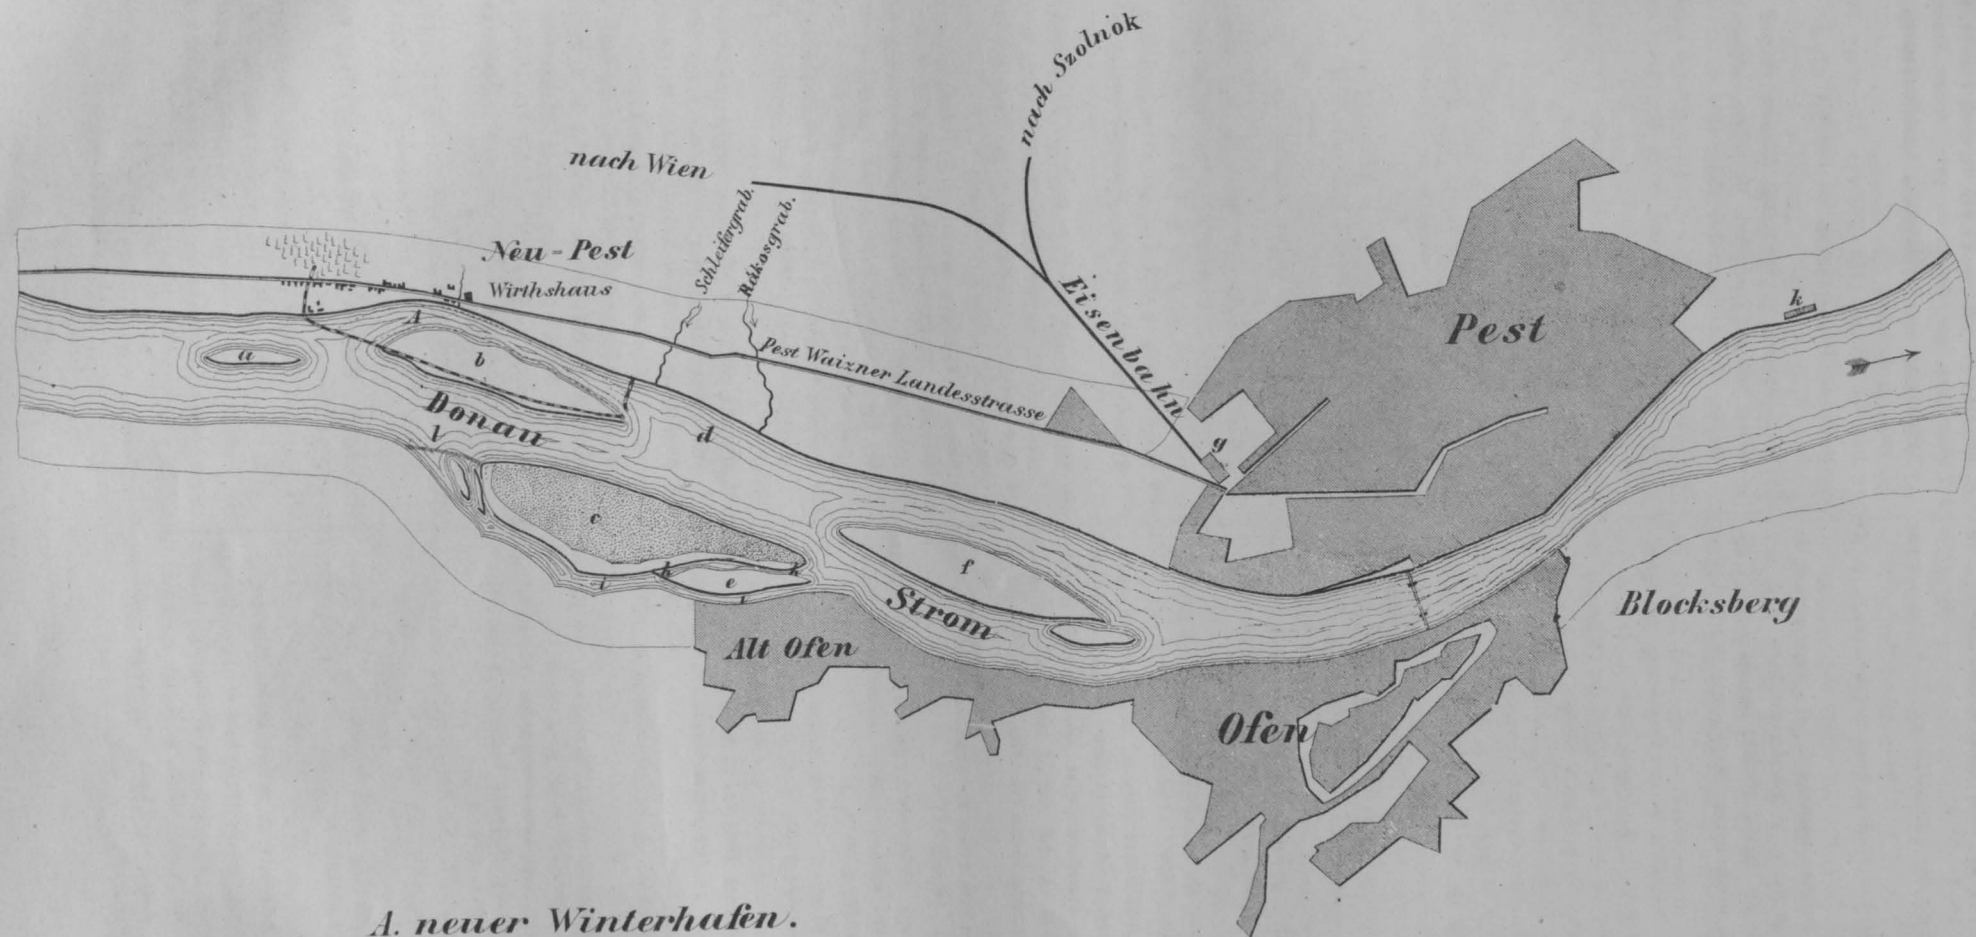 nach Szolnok
nach Wien
Schleifergrab.
Rákosgrab.
Neu-Pest
Wirthshaus
Eisenbahn
Pest
k
A
a
b
Pest Waizner Landesstrasse
Donau
l
d
g
c
f
h
e
k
i
i
Strom
Blocksberg
Alt Ofen
Ofen
A. neuer Winterhafen.